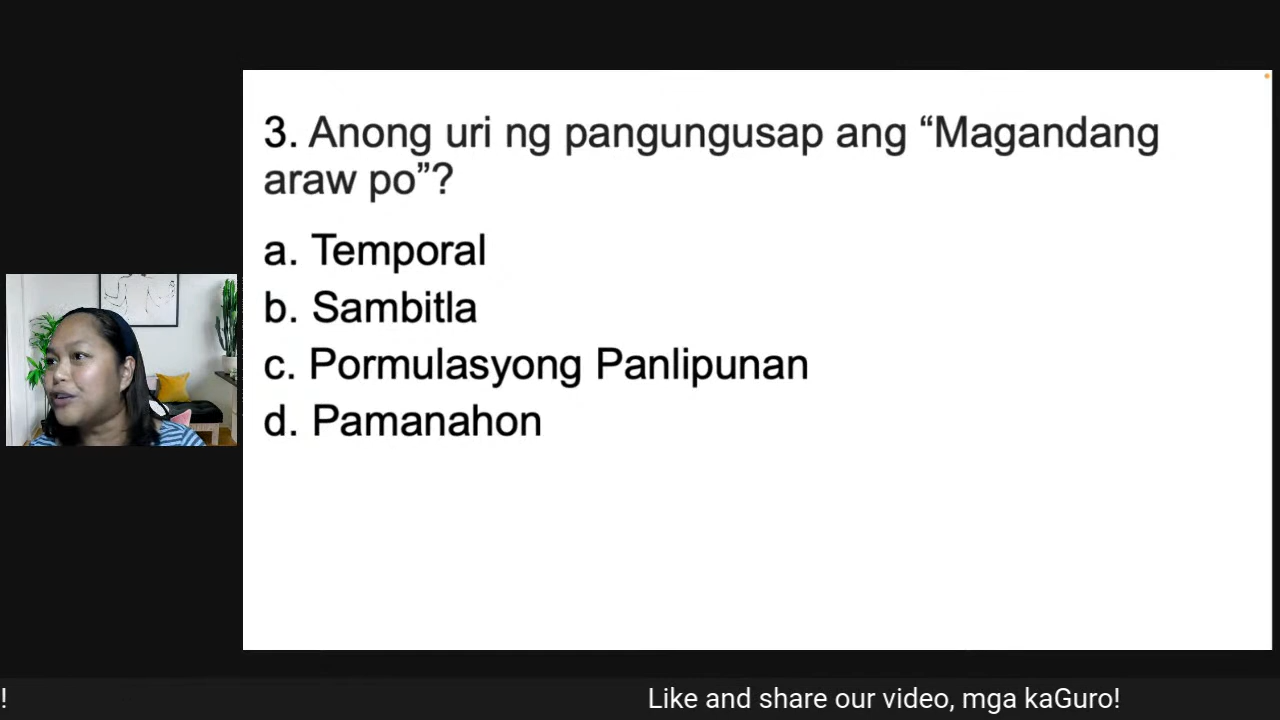 3. Anong uri ng pangungusap ang “Magandang
araw po”?
a. Temporal
b. Sambitla
c. Pormulasyong Panlipunan
d. Pamanahon
! Like and share our video, mga kaGuro!